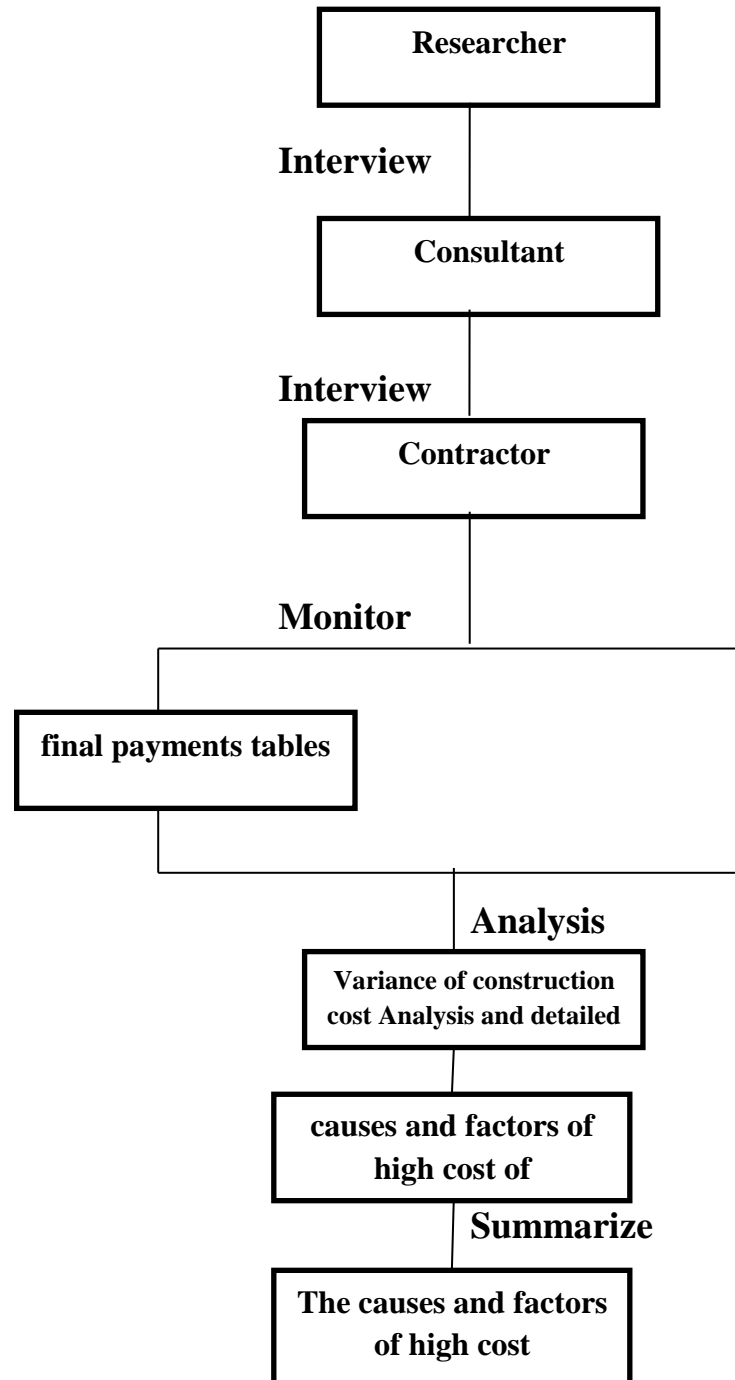 Researcher
Interview
Consultant
Interview
Contractor
Monitor
final payments tables
Analysis
Variance of construction
cost Analysis and detailed
causes and factors of
high cost of
Summarize
The causes and factors
of high cost